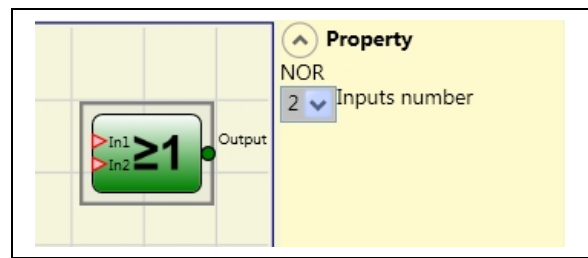 Property
NOR
2 Inputs number
In1
In2
≥1
Output